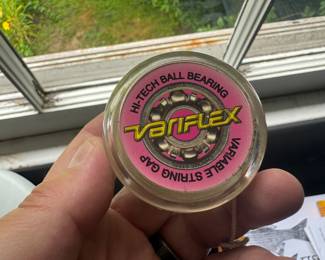 HI-TECH BALL BEARING
VARIFLEX
VARIABLE STRING GAP